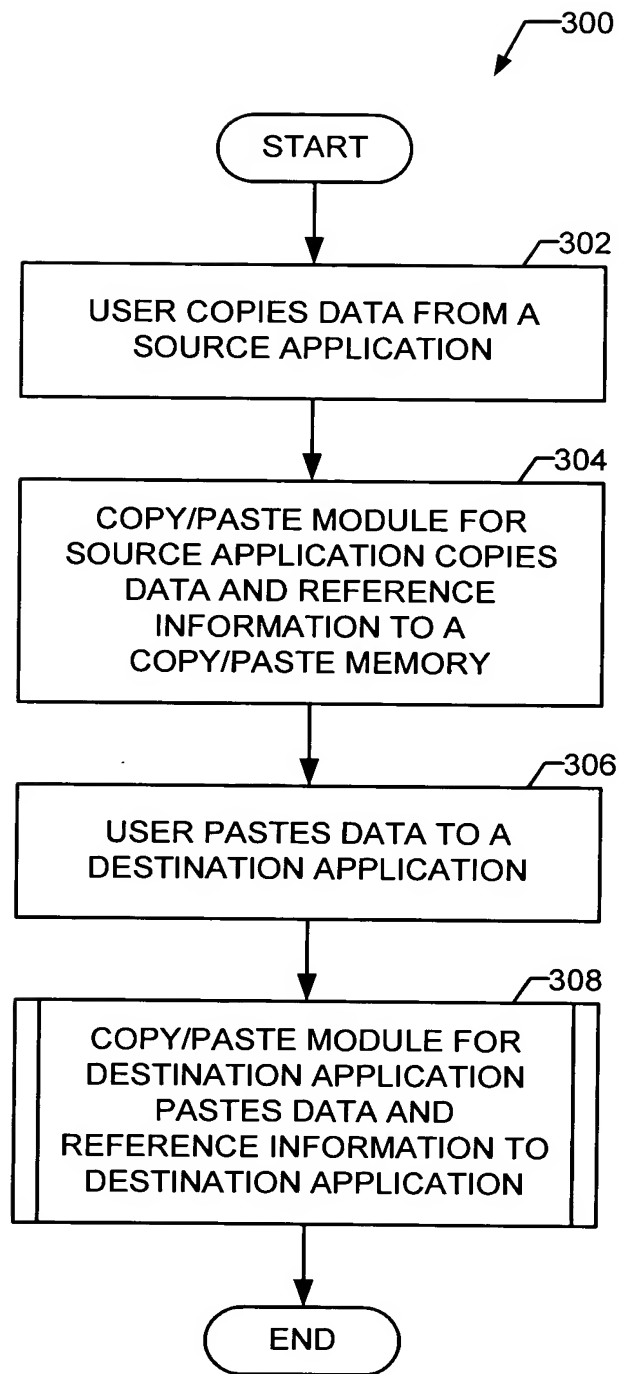 300
START
302
USER COPIES DATA FROM A
SOURCE APPLICATION
304
COPY/PASTE MODULE FOR
SOURCE APPLICATION COPIES
DATA AND REFERENCE
INFORMATION TO A
COPY/PASTE MEMORY
306
USER PASTES DATA TO A
DESTINATION APPLICATION
308
COPY/PASTE MODULE FOR
DESTINATION APPLICATION
PASTES DATA AND
REFERENCE INFORMATION TO
DESTINATION APPLICATION
END